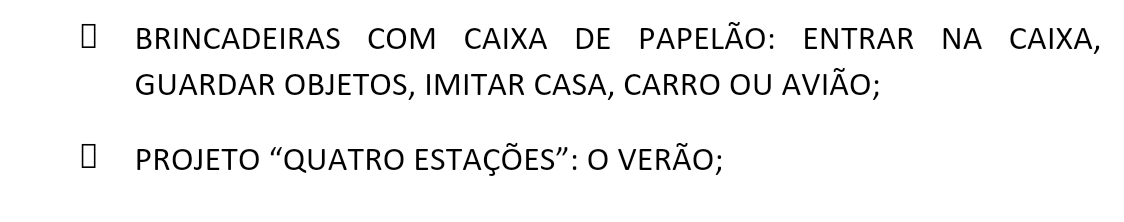 ▯ BRINCADEIRAS COM CAIXA DE PAPELÃO: ENTRAR NA CAIXA,
GUARDAR OBJETOS, IMITAR CASA, CARRO OU AVIÃO;
▯ PROJETO “QUATRO ESTAÇÕES”: O VERÃO;